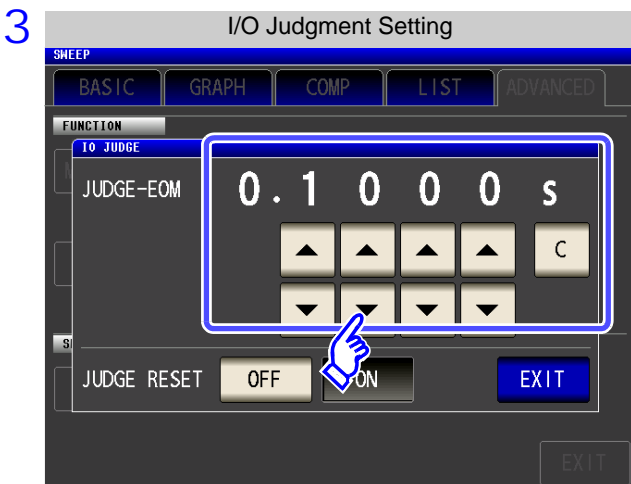 3
I/O Judgment Setting
SWEEP
BASIC GRAPH COMP LIST ADVANCED
FUNCTION
IO JUDGE
JUDGE-EOM 0.1000 s
C
JUDGE RESET OFF ON EXIT
EXIT